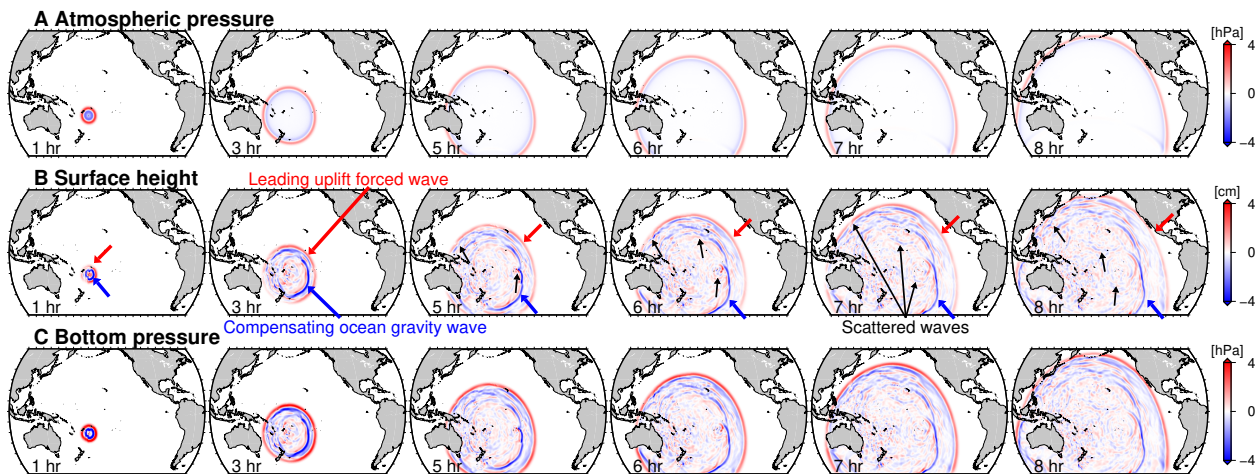 A Atmospheric pressure
1 hr
3 hr
5 hr
6 hr
7 hr
8 hr
[hPa]
4
0
−4
B Surface height
Leading uplift forced wave
1 hr
3 hr
5 hr
6 hr
7 hr
8 hr
[cm]
4
0
−4
Compensating ocean gravity wave
Scattered waves
C Bottom pressure
1 hr
3 hr
5 hr
6 hr
7 hr
8 hr
[hPa]
4
0
−4